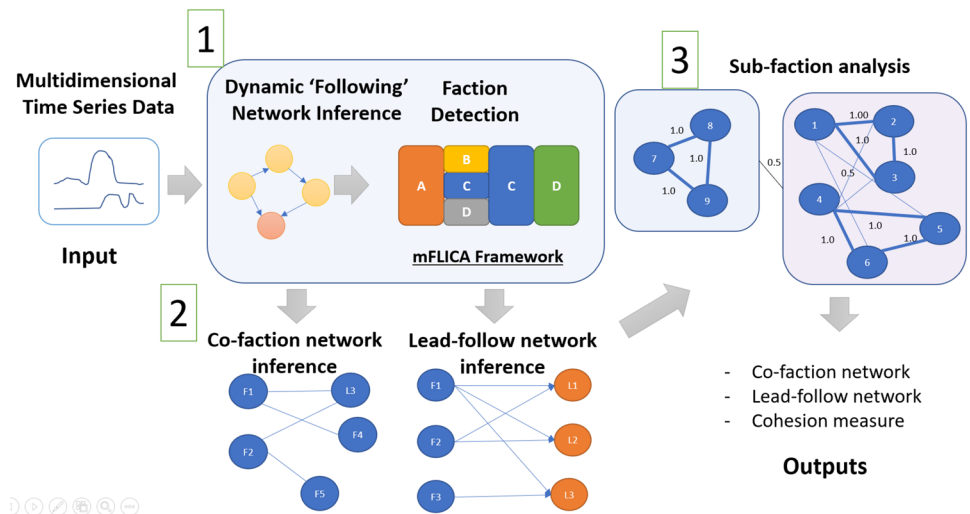 1
Multidimensional
Time Series Data
Input
Dynamic ‘Following’
Network Inference
Faction
Detection
A
B
C
D
C
D
mFLICA Framework
2
Co-faction network
inference
F1
L3
F4
F2
F5
Lead-follow network
inference
F1
L1
F2
L2
F3
L3
3
Sub-faction analysis
8
1.0
7
1.0
1.0
9
0.5
1
1.00
2
1.0
1.0
0.5
3
4
1.0
5
1.0
1.0
6
- Co-faction network
- Lead-follow network
- Cohesion measure
Outputs